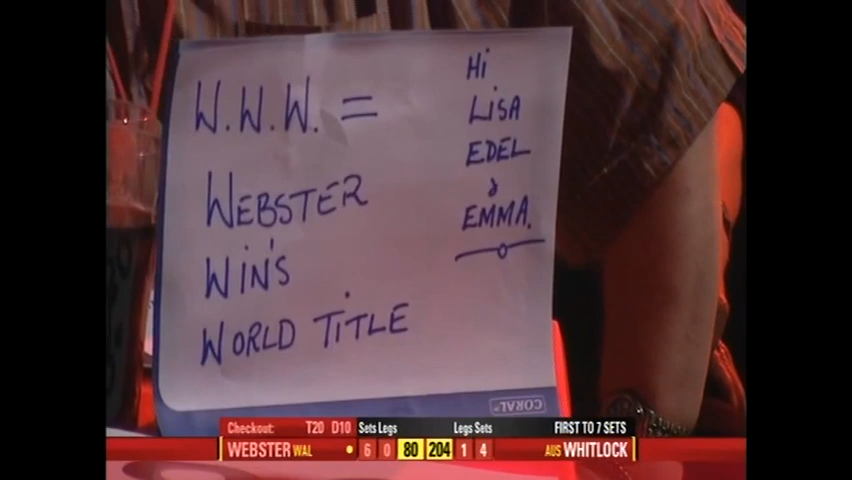 W.W.W. =
WEBSTER
WIN'S
WORLD TITLE
Hi
LISA
EDEL
&
EMMA.
CORAL
Checkout: T20 D10 Sets Legs Legs Sets FIRST TO 7 SETS
WEBSTER WAL 6 0 80 204 1 4 AUS WHITLOCK